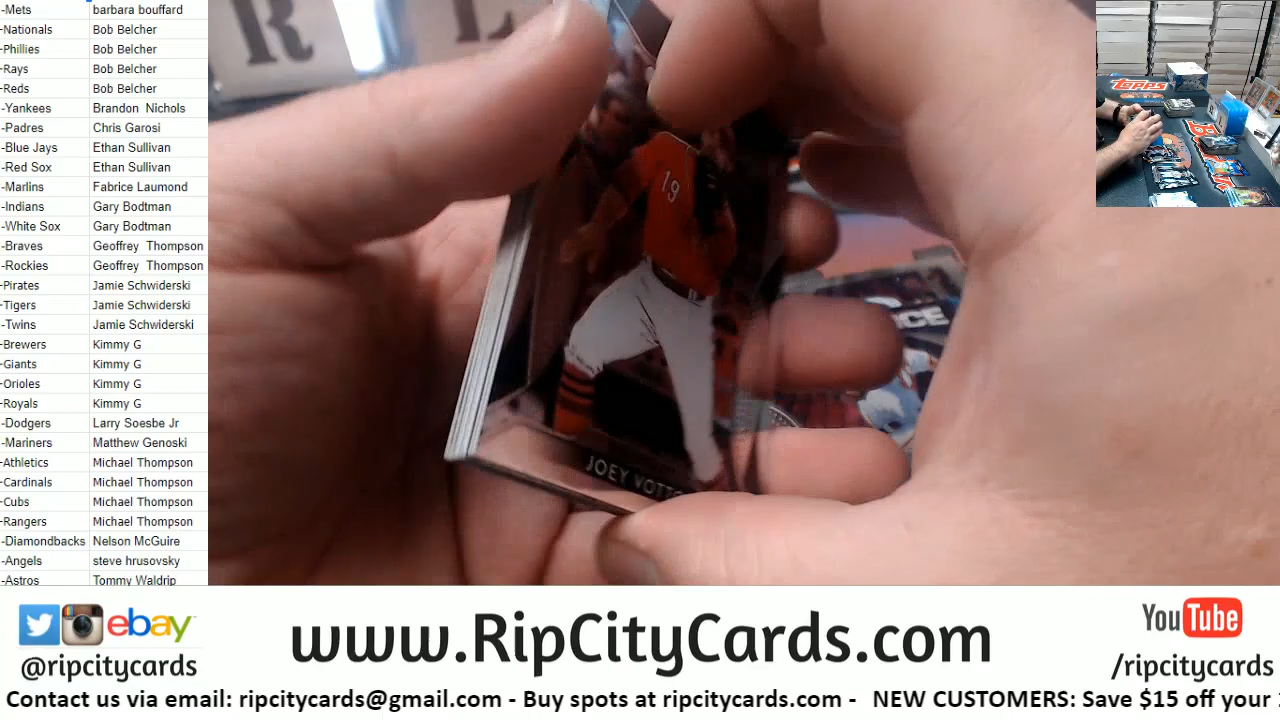 -Mets barbara bouffard
-Nationals Bob Belcher
-Phillies Bob Belcher
-Rays Bob Belcher
-Reds Bob Belcher
-Yankees Brandon Nichols
-Padres Chris Garosi
-Blue Jays Ethan Sullivan
-Red Sox Ethan Sullivan
-Marlins Fabrice Laumond
-Indians Gary Bodtman
-White Sox Gary Bodtman
-Braves Geoffrey Thompson
-Rockies Geoffrey Thompson
-Pirates Jamie Schwiderski
-Tigers Jamie Schwiderski
-Twins Jamie Schwiderski
-Brewers Kimmy G
-Giants Kimmy G
-Orioles Kimmy G
-Royals Kimmy G
-Dodgers Larry Soesbe Jr
-Mariners Matthew Genoski
-Athletics Michael Thompson
-Cardinals Michael Thompson
-Cubs Michael Thompson
-Rangers Michael Thompson
-Diamondbacks Nelson McGuire
-Angels steve hrusovsky
-Astros Tommy Waldrip
R
19
JOEY VOTTO
TOPPS
ebay
@ripcitycards
www.RipCityCards.com
YouTube
/ripcitycards
Contact us via email: ripcitycards@gmail.com - Buy spots at ripcitycards.com - NEW CUSTOMERS: Save $15 off your